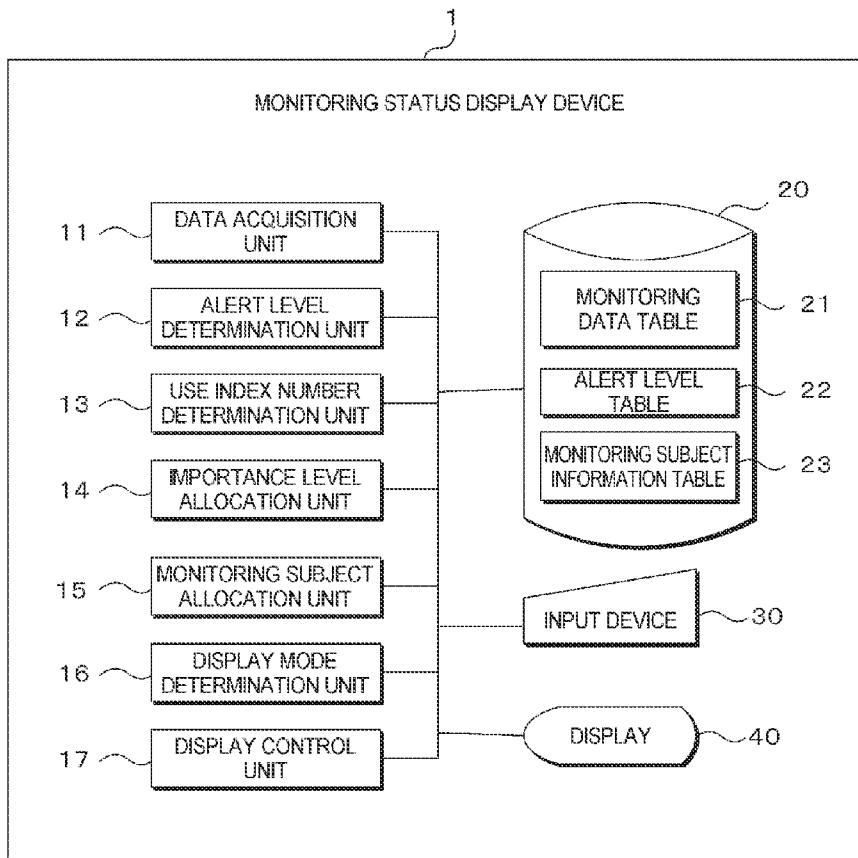 1
MONITORING STATUS DISPLAY DEVICE
11
DATA ACQUISITION
UNIT
12
ALERT LEVEL
DETERMINATION UNIT
13
USE INDEX NUMBER
DETERMINATION UNIT
14
IMPORTANCE LEVEL
ALLOCATION UNIT
15
MONITORING SUBJECT
ALLOCATION UNIT
16
DISPLAY MODE
DETERMINATION UNIT
17
DISPLAY CONTROL
UNIT
20
MONITORING
DATA TABLE
21
ALERT LEVEL
TABLE
22
MONITORING SUBJECT
INFORMATION TABLE
23
INPUT DEVICE
30
DISPLAY
40